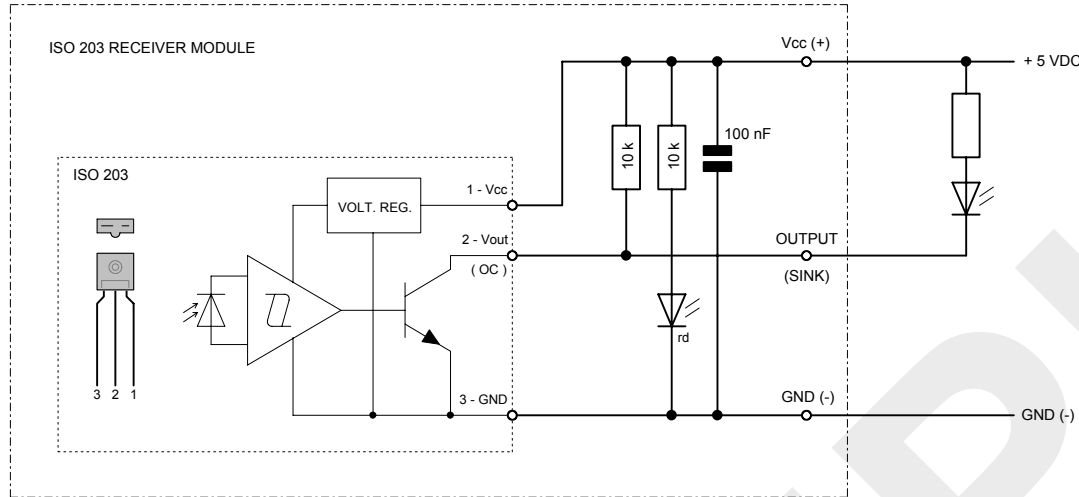 ISO 203 RECEIVER MODULE
Vcc (+)
+ 5 VDC
10 k
10 k
100 nF
ISO 203
1 - Vcc
VOLT. REG.
2 - Vout
( OC )
OUTPUT
(SINK)
rd
3 2 1
3 - GND
GND (-)
GND (-)